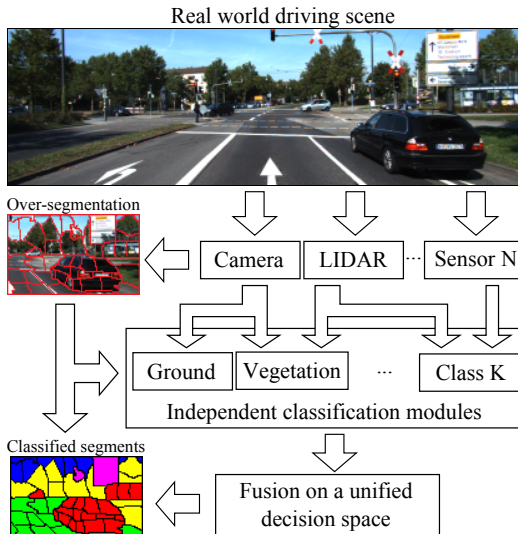 Real world driving scene
Over-segmentation
Camera
LIDAR
...
Sensor N
Ground
Vegetation
...
Class K
Independent classification modules
Classified segments
Fusion on a unified
decision space